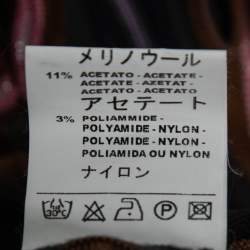 メリノウール
11% ACETATO - ACETATE -
ACETATE - AZETAT -
ACETATO - ACETATO
アセテート
3% POLIAMMIDE -
POLYAMIDE - NYLON -
POLYAMIDE - NYLON -
POLIAMIDA OU NYLON
ナイロン
30°C